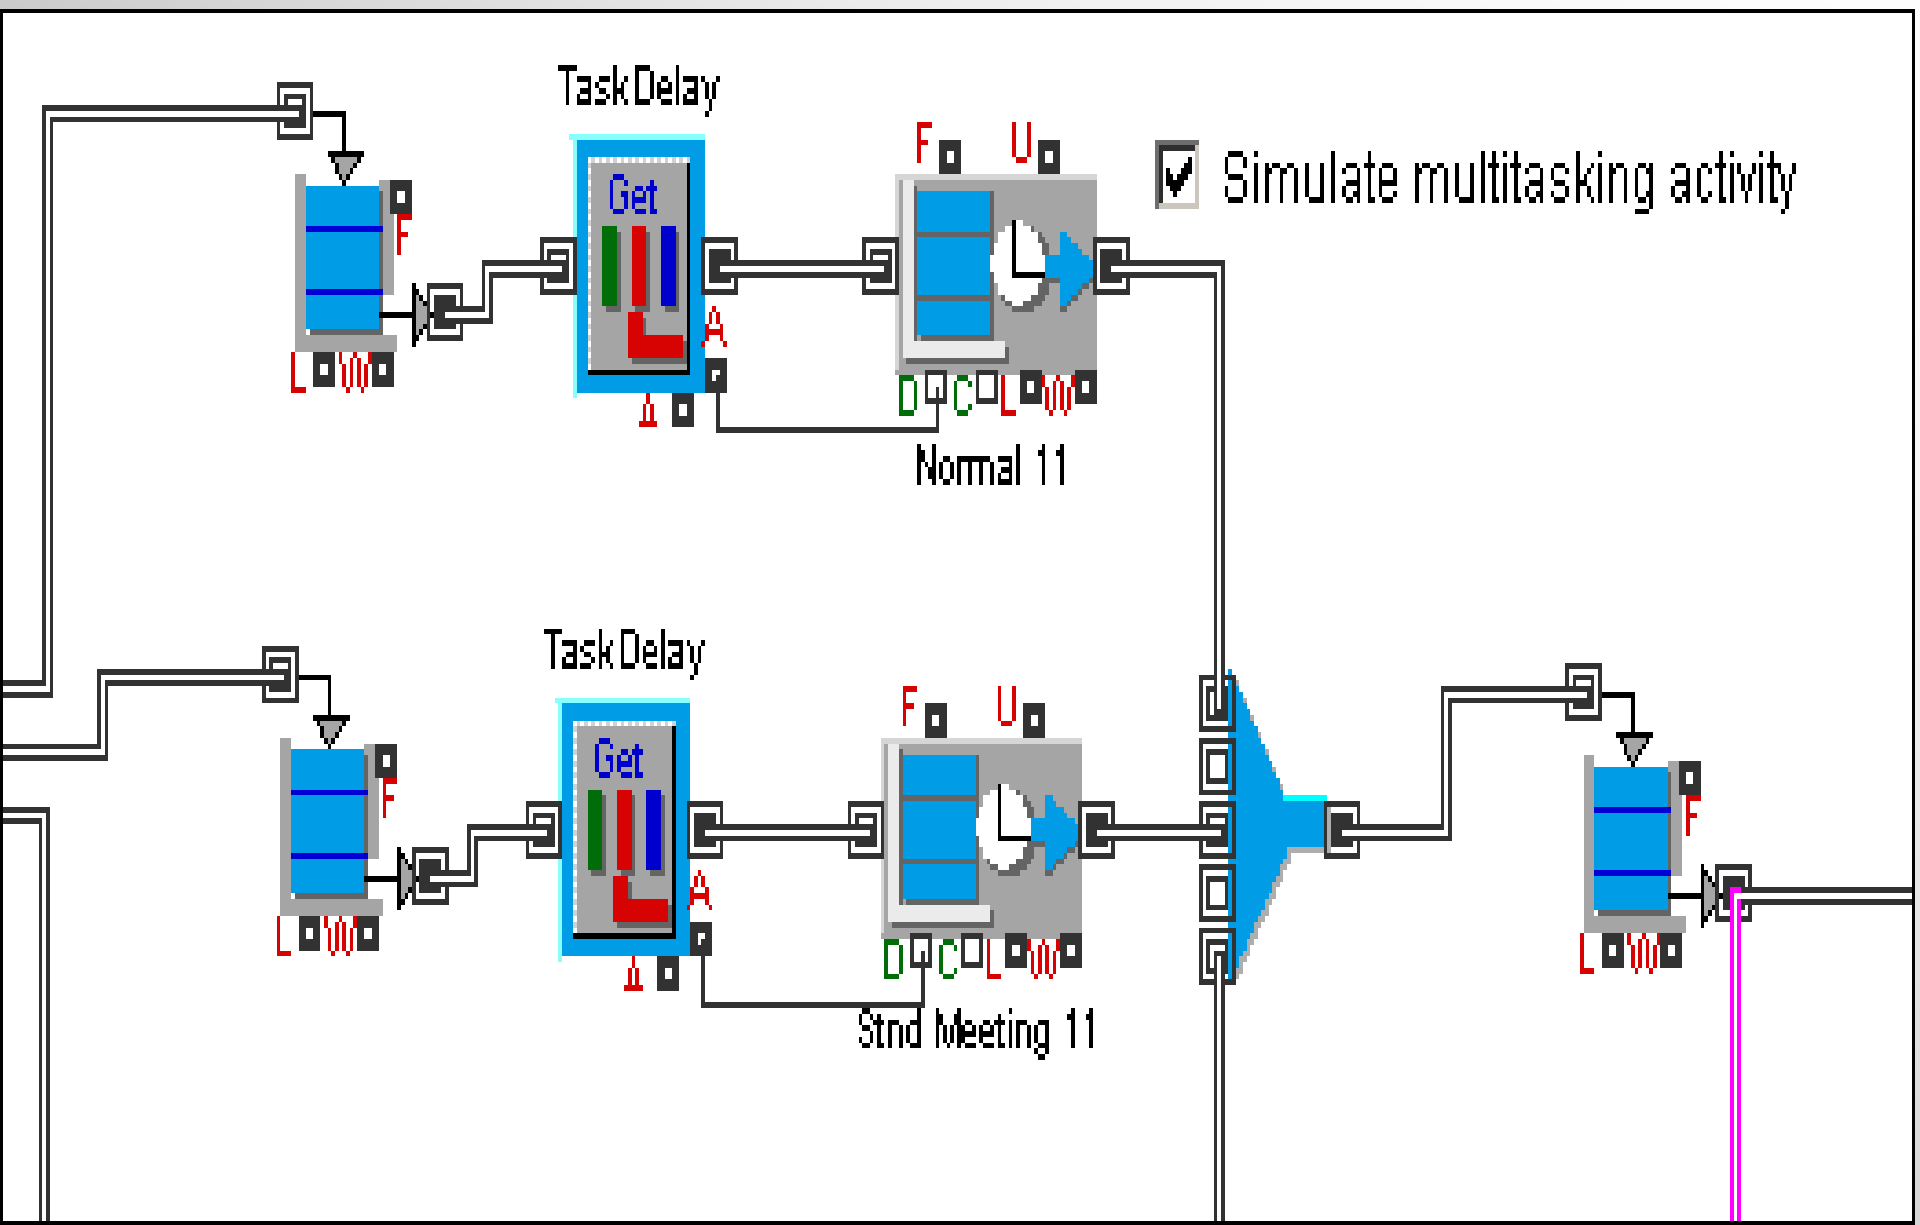 Task Delay
F U
Simulate multitasking activity
Get
F
A
L W
D C L W
Δ
Normal 11
Task Delay
F U
Get
F
F
A
L W
D C L W
L W
Δ
Stnd Meeting 11